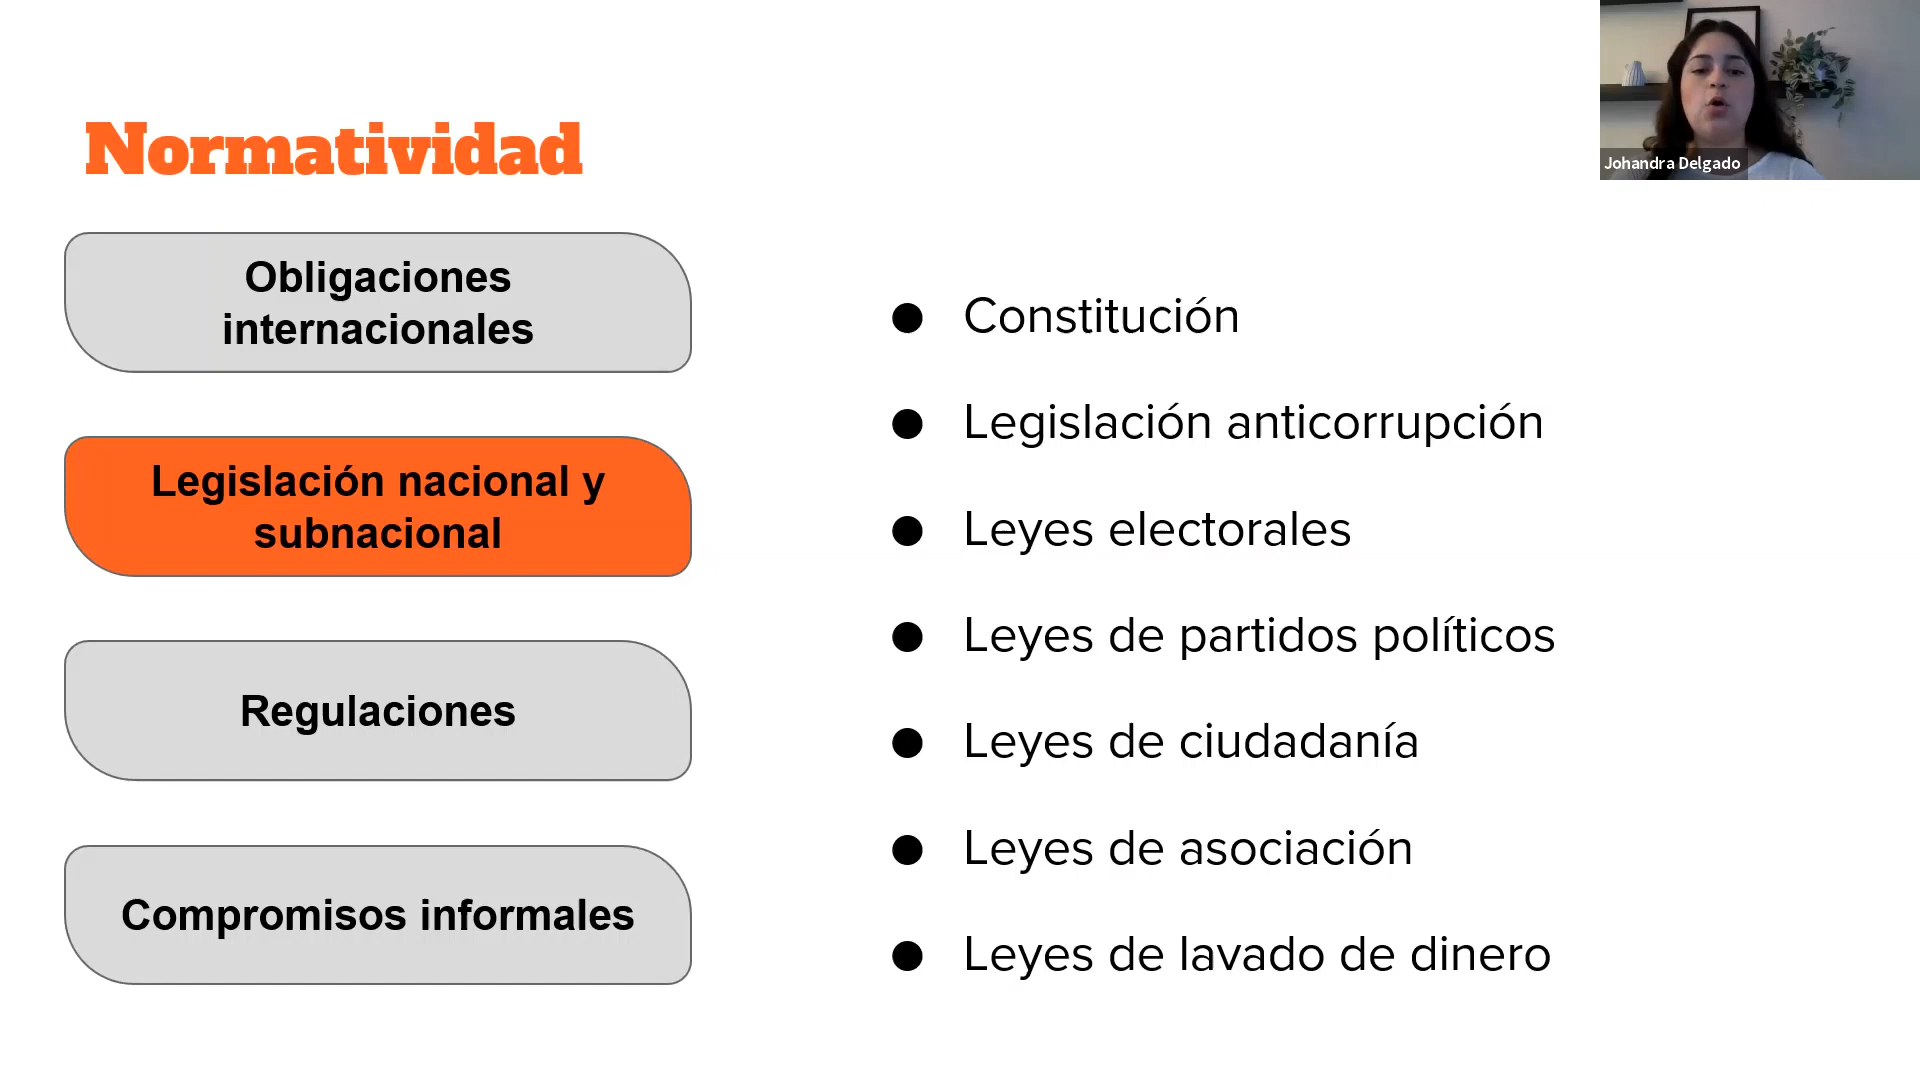 Normatividad
Obligaciones
internacionales
Legislación nacional y
subnacional
Regulaciones
Compromisos informales
● Constitución
● Legislación anticorrupción
● Leyes electorales
● Leyes de partidos políticos
● Leyes de ciudadanía
● Leyes de asociación
● Leyes de lavado de dinero
Johandra Delgado